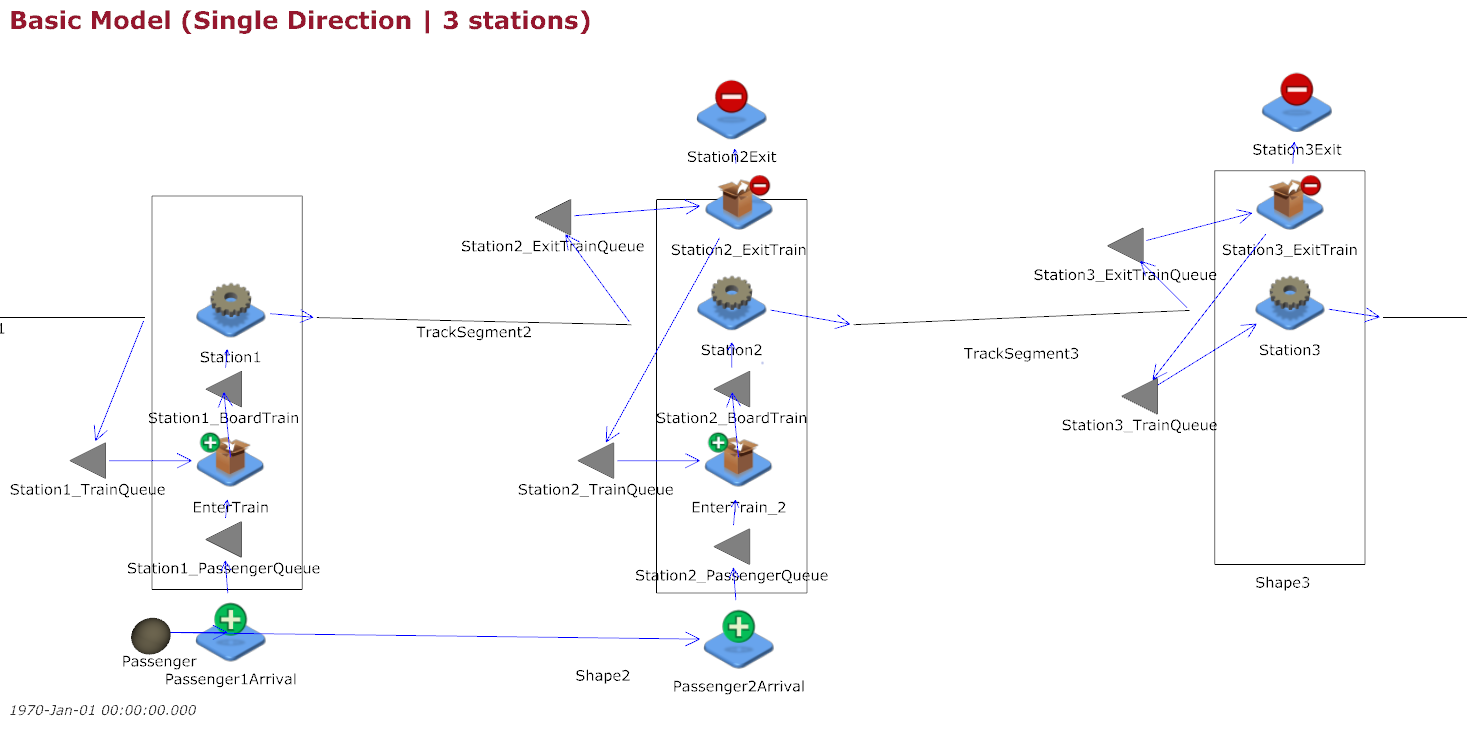 Basic Model (Single Direction | 3 stations)
Station2Exit
Station3Exit
Station2_ExitTrainQueue
Station2_ExitTrain
Station3_ExitTrain
Station3_ExitTrainQueue
1
TrackSegment2
Station1
Station2
TrackSegment3
Station3
Station1_BoardTrain
Station2_BoardTrain
Station3_TrainQueue
Station1_TrainQueue
Station2_TrainQueue
EnterTrain
EnterTrain_2
Station1_PassengerQueue
Station2_PassengerQueue
Shape3
Passenger
Passenger1Arrival
Shape2
Passenger2Arrival
1970-Jan-01 00:00:00.000